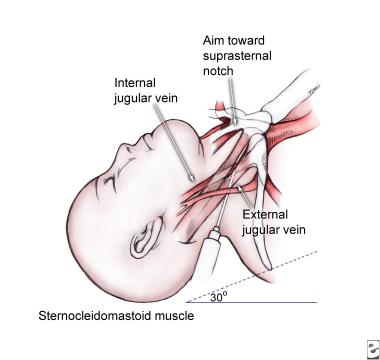 Aim toward
suprasternal
notch
Internal
jugular vein
External
jugular vein
30°
Sternocleidomastoid muscle
e